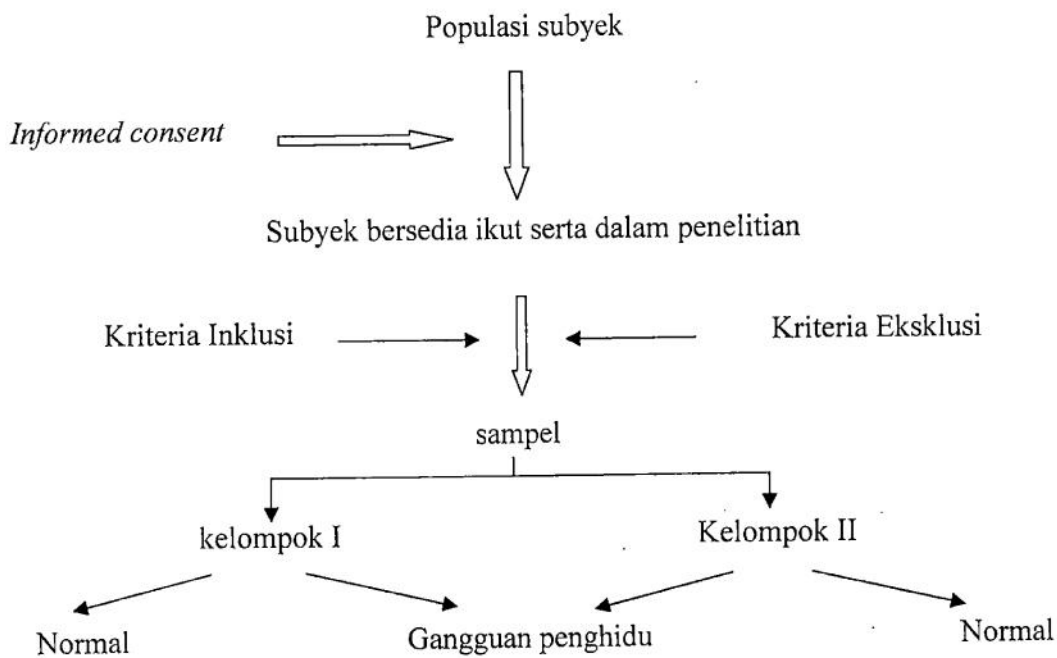 Populasi subyek
Informed consent
Subyek bersedia ikut serta dalam penelitian
Kriteria Inklusi
Kriteria Eksklusi
sampel
kelompok I
Kelompok II
Normal
Gangguan penghidu
Normal